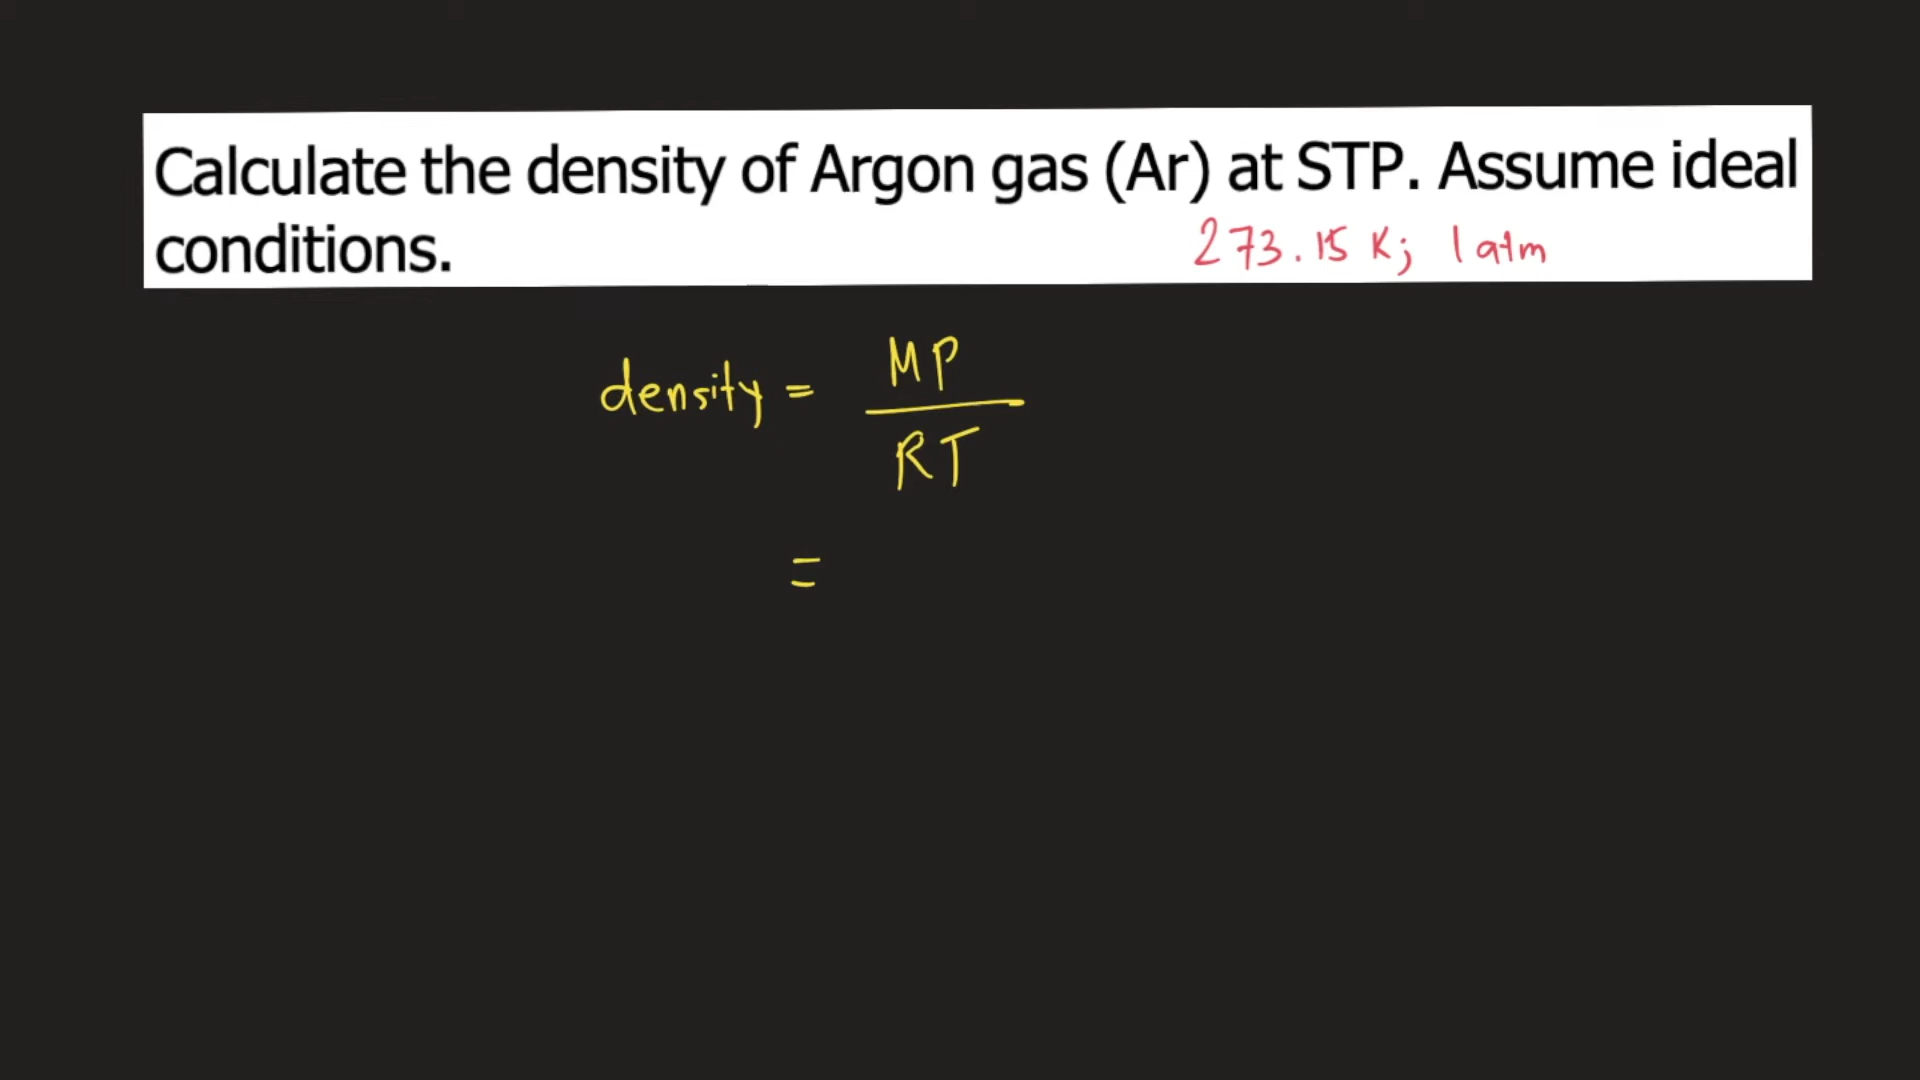 Calculate the density of Argon gas (Ar) at STP. Assume ideal
conditions.
273.15 K; 1 atm
density = MP
RT
=